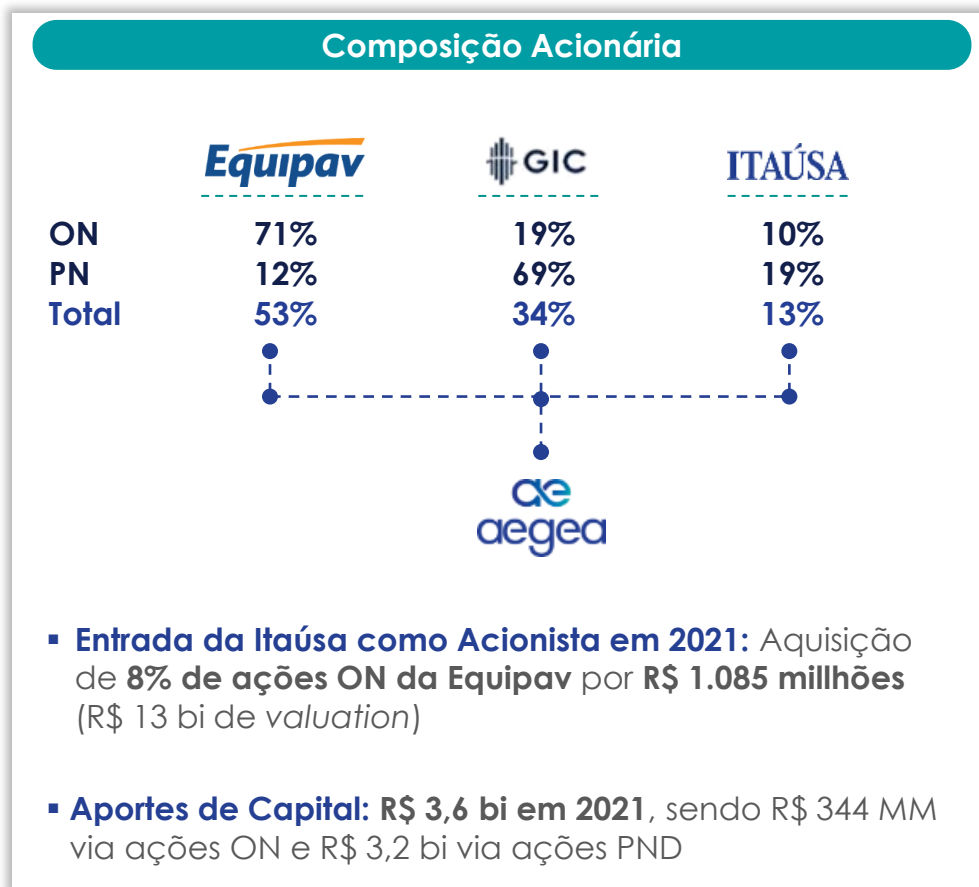 Composição Acionária
Equipav GIC ITAÚSA
ON 71% 19% 10%
PN 12% 69% 19%
Total 53% 34% 13%
ae
aegea
▪ Entrada da Itaúsa como Acionista em 2021: Aquisição
de 8% de ações ON da Equipav por R$ 1.085 millhões
(R$ 13 bi de valuation)
▪ Aportes de Capital: R$ 3,6 bi em 2021, sendo R$ 344 MM
via ações ON e R$ 3,2 bi via ações PND